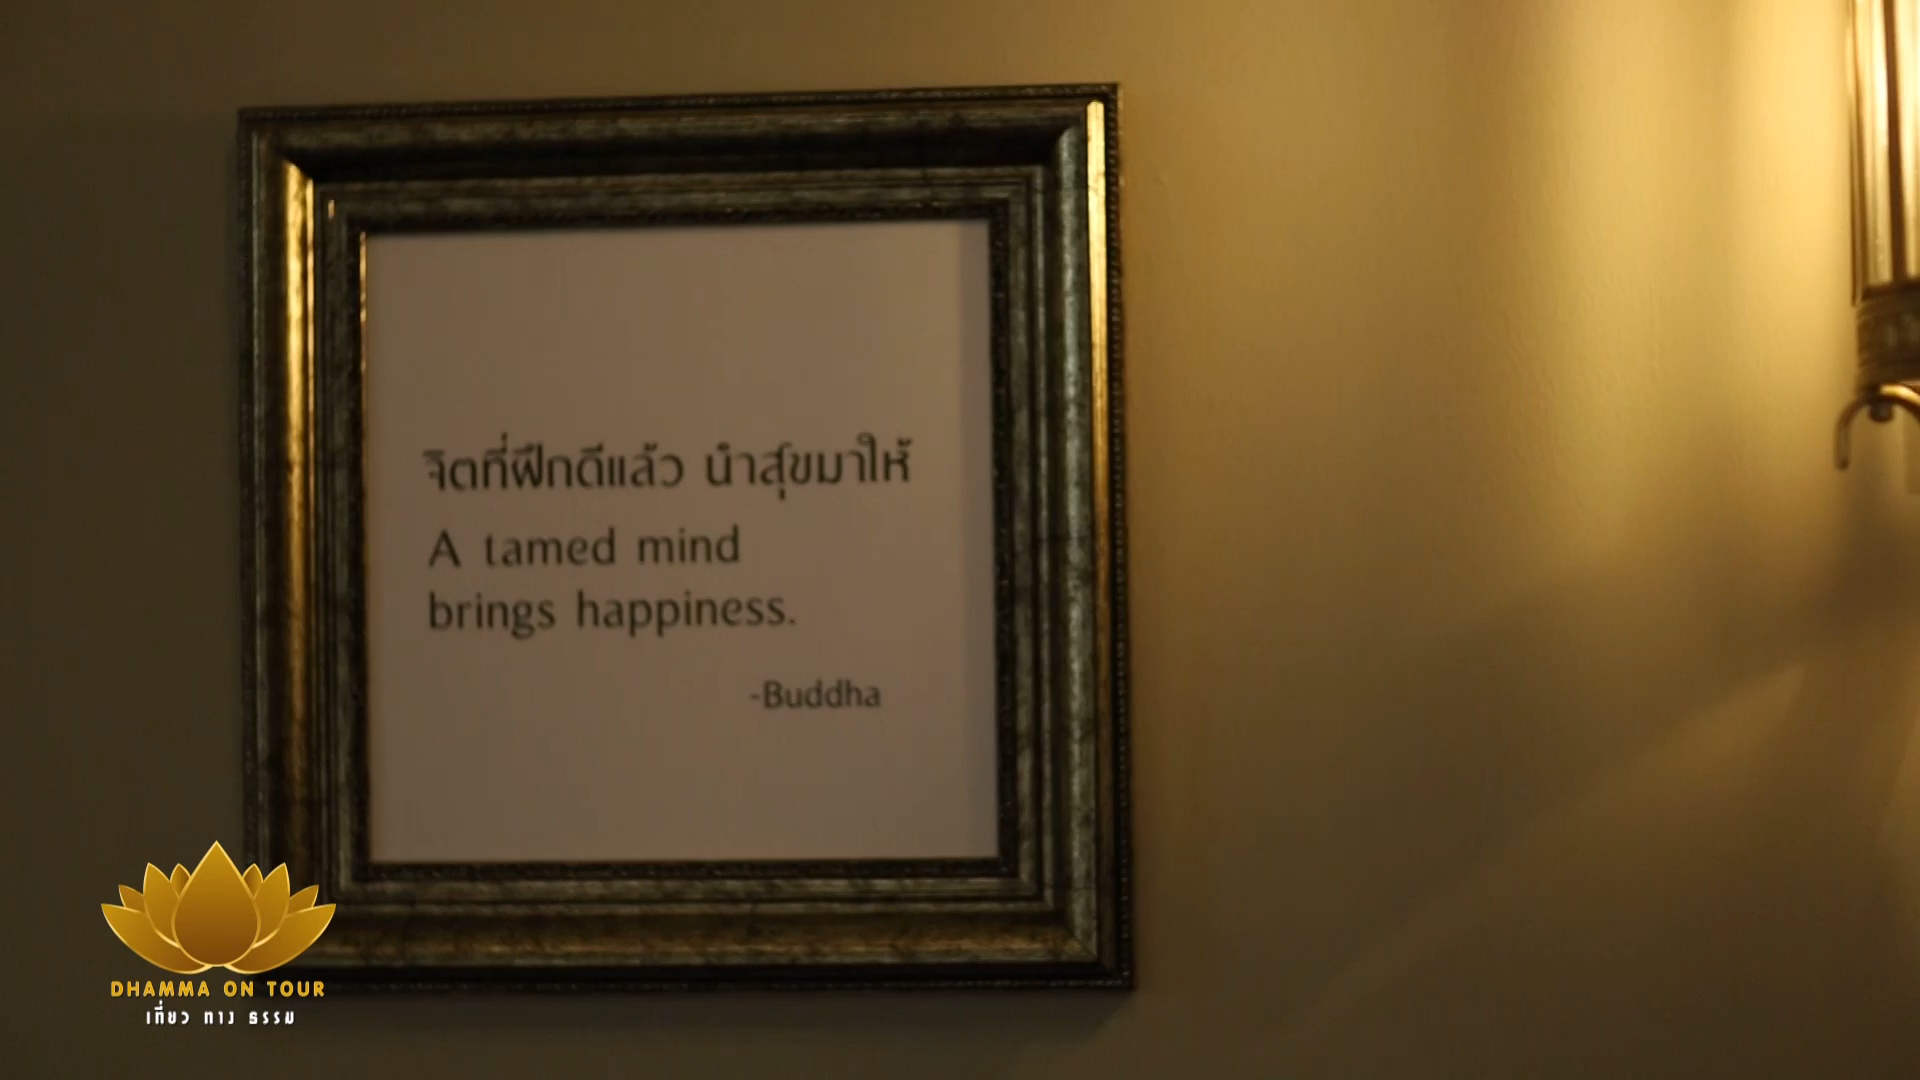 จิตที่ฝึกดีแล้ว นำสุขมาให้
A tamed mind
brings happiness.
-Buddha
DHAMMA ON TOUR
เที่ยว ทาง ธรรม